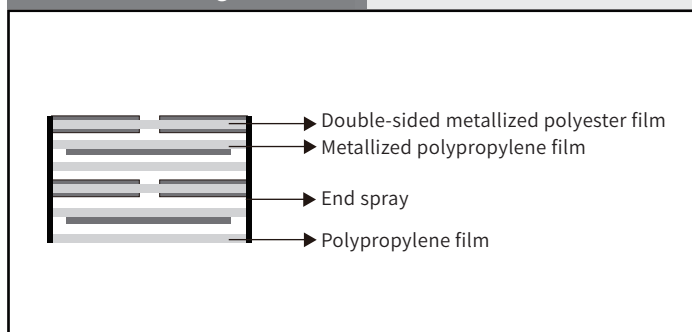 Double-sided metallized polyester film
Metallized polypropylene film
End spray
Polypropylene film